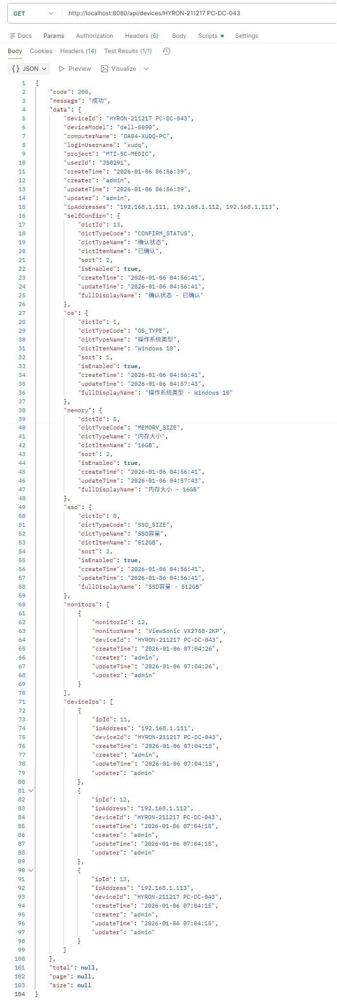 GET http://localhost:8080/api/devices/HYRON-211217 PC-DC-043
Docs Params Authorization Headers (6) Body Scripts Settings
Body Cookies Headers (14) Test Results (1/1)
{} JSON Preview Visualize
1 {
2 "code": 200,
3 "message": "成功",
4 "data": {
5 "deviceId": "HYRON-211217 PC-DC-043",
6 "deviceModel": "dell-5090",
7 "computerName": "DA04-XUDQ-PC",
8 "loginUsername": "xudq",
9 "project": "MTI-SC-MEDIC",
10 "userId": "JS0291",
11 "createTime": "2026-01-06 06:56:39",
12 "creater": "admin",
13 "updateTime": "2026-01-06 06:56:39",
14 "updater": "admin",
15 "ipAddresses": "192.168.1.111, 192.168.1.112, 192.168.1.113",
16 "selfConfirm": {
17 "dictId": 13,
18 "dictTypeCode": "CONFIRM_STATUS",
19 "dictTypeName": "确认状态",
20 "dictItemName": "已确认",
21 "sort": 2,
22 "isEnabled": true,
23 "createTime": "2026-01-06 04:56:41",
24 "updateTime": "2026-01-06 04:56:41",
25 "fullDisplayName": "确认状态 - 已确认"
26 },
27 "os": {
28 "dictId": 1,
29 "dictTypeCode": "OS_TYPE",
30 "dictTypeName": "操作系统类型",
31 "dictItemName": "Windows 10",
32 "sort": 1,
33 "isEnabled": true,
34 "createTime": "2026-01-06 04:56:41",
35 "updateTime": "2026-01-06 04:57:43",
36 "fullDisplayName": "操作系统类型 - Windows 10"
37 },
38 "memory": {
39 "dictId": 5,
40 "dictTypeCode": "MEMORY_SIZE",
41 "dictTypeName": "内存大小",
42 "dictItemName": "16GB",
43 "sort": 2,
44 "isEnabled": true,
45 "createTime": "2026-01-06 04:56:41",
46 "updateTime": "2026-01-06 04:57:43",
47 "fullDisplayName": "内存大小 - 16GB"
48 },
49 "ssd": {
50 "dictId": 8,
51 "dictTypeCode": "SSD_SIZE",
52 "dictTypeName": "SSD容量",
53 "dictItemName": "512GB",
54 "sort": 2,
55 "isEnabled": true,
56 "createTime": "2026-01-06 04:56:41",
57 "updateTime": "2026-01-06 04:56:41",
58 "fullDisplayName": "SSD容量 - 512GB"
59 },
60 "monitors": [
61 {
62 "monitorId": 12,
63 "monitorName": "ViewSonic VX2758-2KP",
64 "deviceId": "HYRON-211217 PC-DC-043",
65 "createTime": "2026-01-06 07:04:26",
66 "creater": "admin",
67 "updateTime": "2026-01-06 07:04:26",
68 "updater": "admin"
69 }
70 ],
71 "deviceIps": [
72 {
73 "ipId": 11,
74 "ipAddress": "192.168.1.111",
75 "deviceId": "HYRON-211217 PC-DC-043",
76 "createTime": "2026-01-06 07:04:15",
77 "creater": "admin",
78 "updateTime": "2026-01-06 07:04:15",
79 "updater": "admin"
80 },
81 {
82 "ipId": 12,
83 "ipAddress": "192.168.1.112",
84 "deviceId": "HYRON-211217 PC-DC-043",
85 "createTime": "2026-01-06 07:04:15",
86 "creater": "admin",
87 "updateTime": "2026-01-06 07:04:15",
88 "updater": "admin"
89 },
90 {
91 "ipId": 13,
92 "ipAddress": "192.168.1.113",
93 "deviceId": "HYRON-211217 PC-DC-043",
94 "createTime": "2026-01-06 07:04:15",
95 "creater": "admin",
96 "updateTime": "2026-01-06 07:04:15",
97 "updater": "admin"
98 }
99 ]
100 },
101 "total": null,
102 "page": null,
103 "size": null
104 }